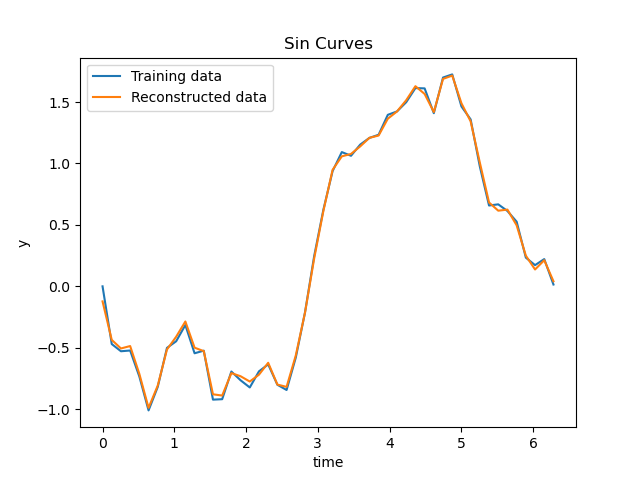 Sin Curves
Training data
Reconstructed data
y
1.5
1.0
0.5
0.0
−0.5
−1.0
0 1 2 3 4 5 6
time